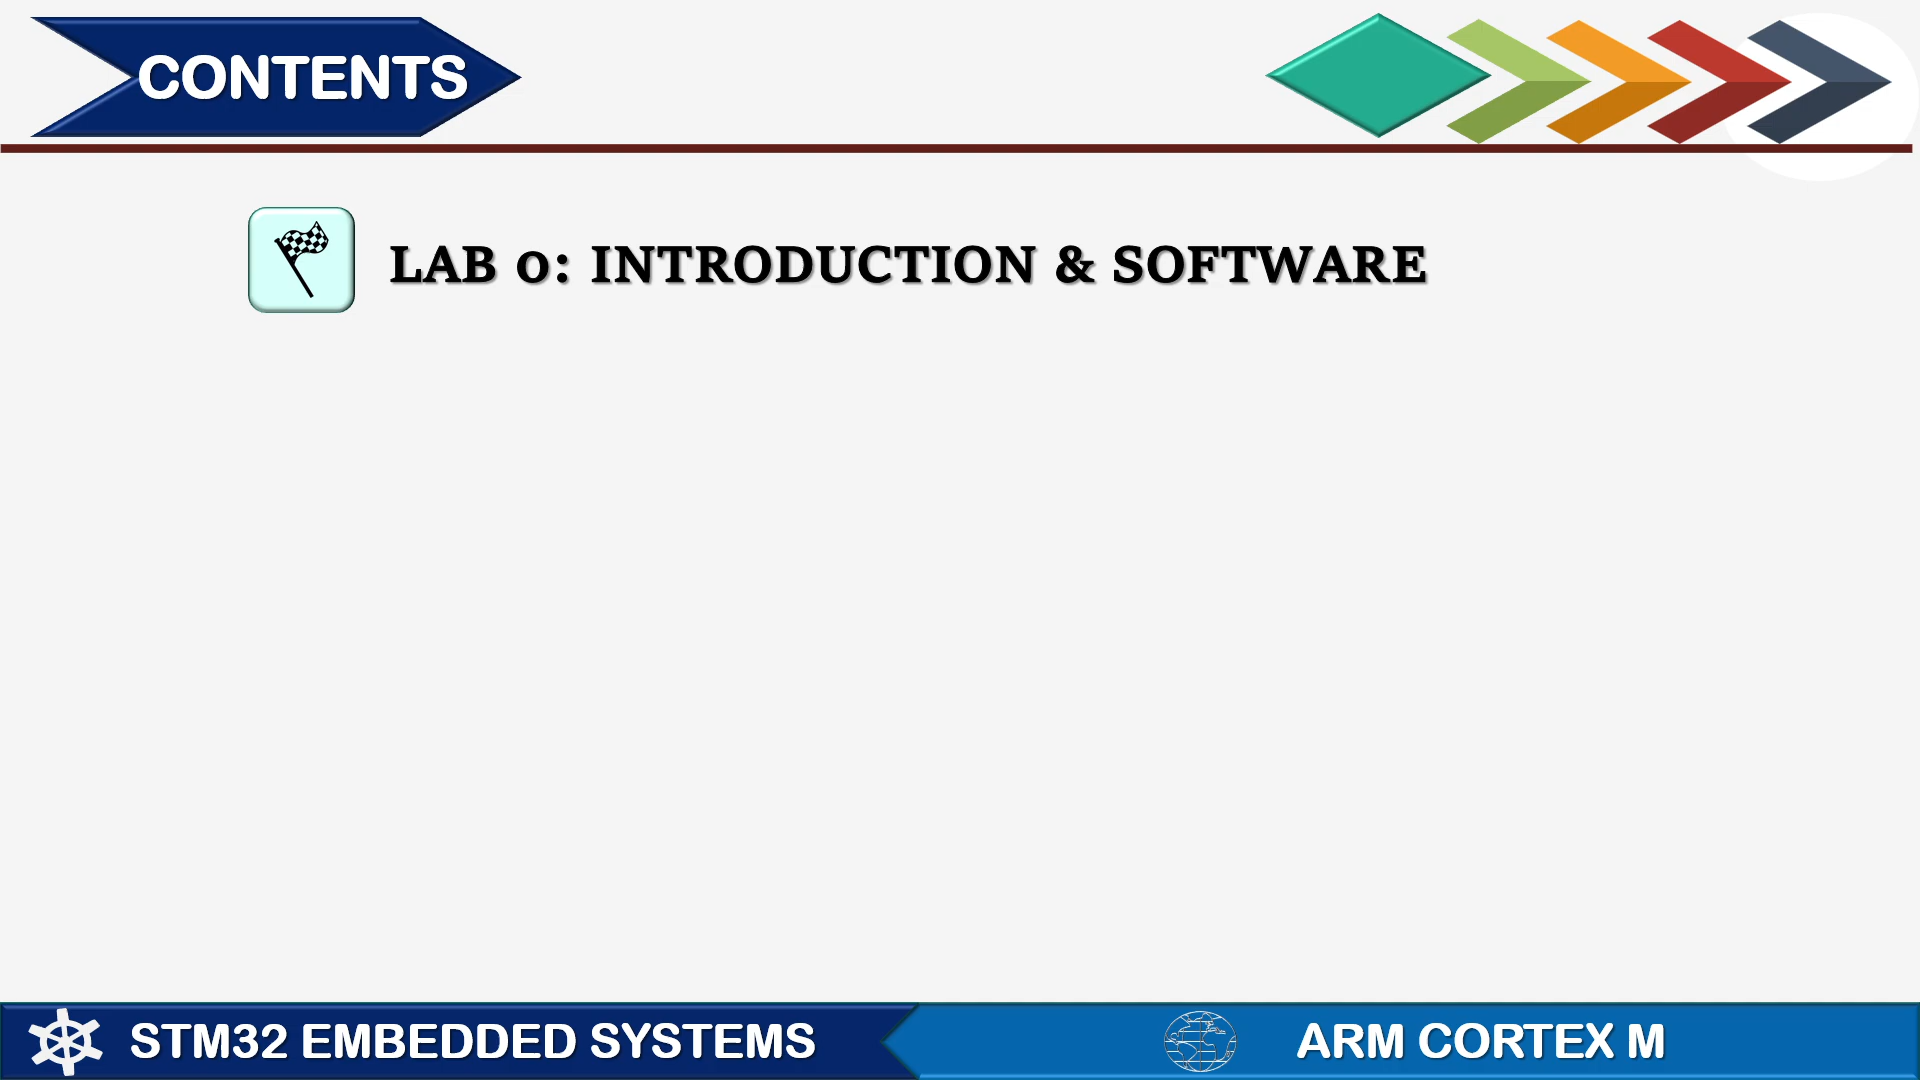 CONTENTS
LAB 0: INTRODUCTION & SOFTWARE
STM32 EMBEDDED SYSTEMS
ARM CORTEX M